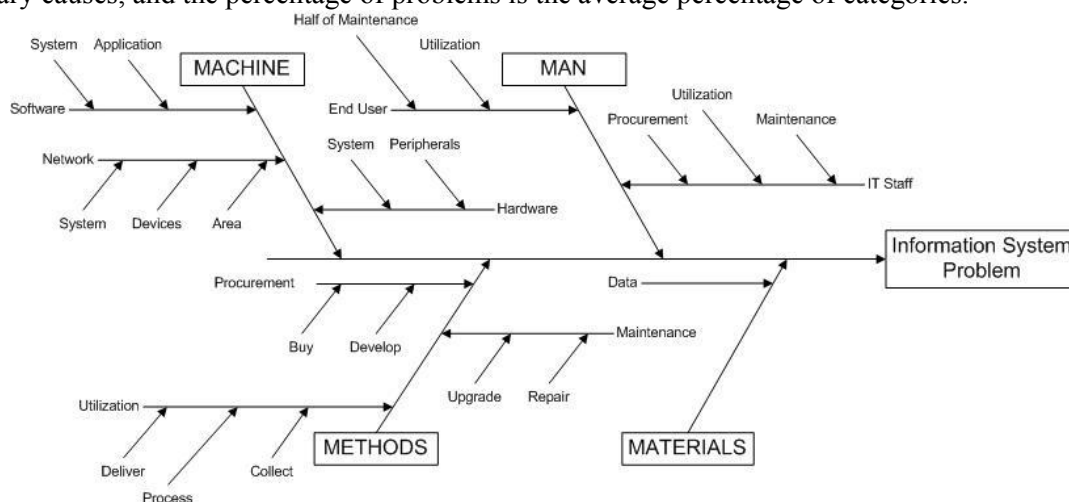 ary causes, and the percentage of problems is the average percentage of categories.
Half of Maintenance
System
Application
Utilization
MACHINE
MAN
Software
End User
Utilization
Procurement
Maintenance
System
Peripherals
Network
IT Staff
System
Devices
Area
Hardware
Information System
Problem
Procurement
Data
Buy
Develop
Maintenance
Upgrade
Repair
Utilization
METHODS
MATERIALS
Deliver
Collect
Process